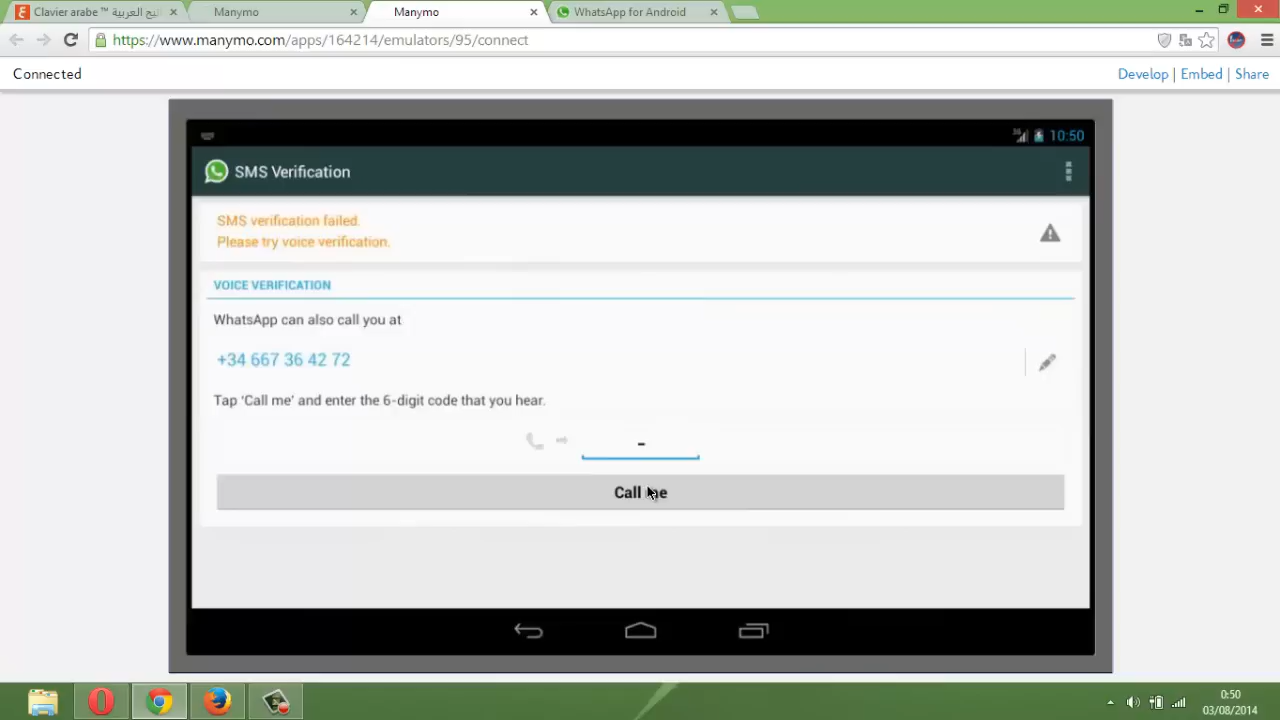 Clavier arabe ™ لوحة المفاتيح العربية
Manymo
Manymo
WhatsApp for Android
https://www.manymo.com/apps/164214/emulators/95/connect
Connected
Develop | Embed | Share
10:50
SMS Verification
SMS verification failed.
Please try voice verification.
VOICE VERIFICATION
WhatsApp can also call you at
+34 667 36 42 72
Tap 'Call me' and enter the 6-digit code that you hear.
-
Call me
0:50
03/08/2014